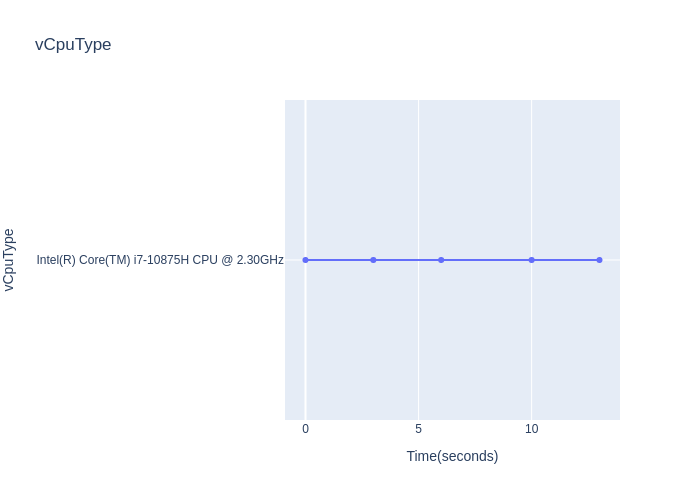 vCpuType
vCpuType
Intel(R) Core(TM) i7-10875H CPU @ 2.30GHz
0 5 10
Time(seconds)